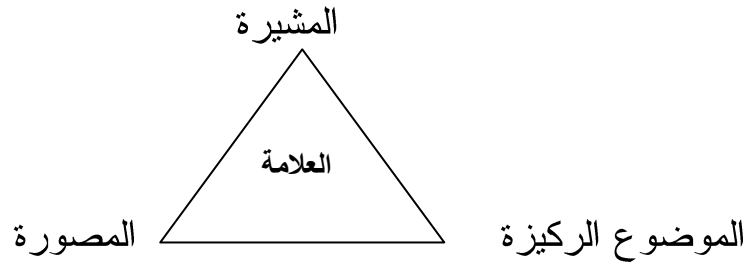 المشيرة
العلامة
الموضوع الركيزة
المصورة